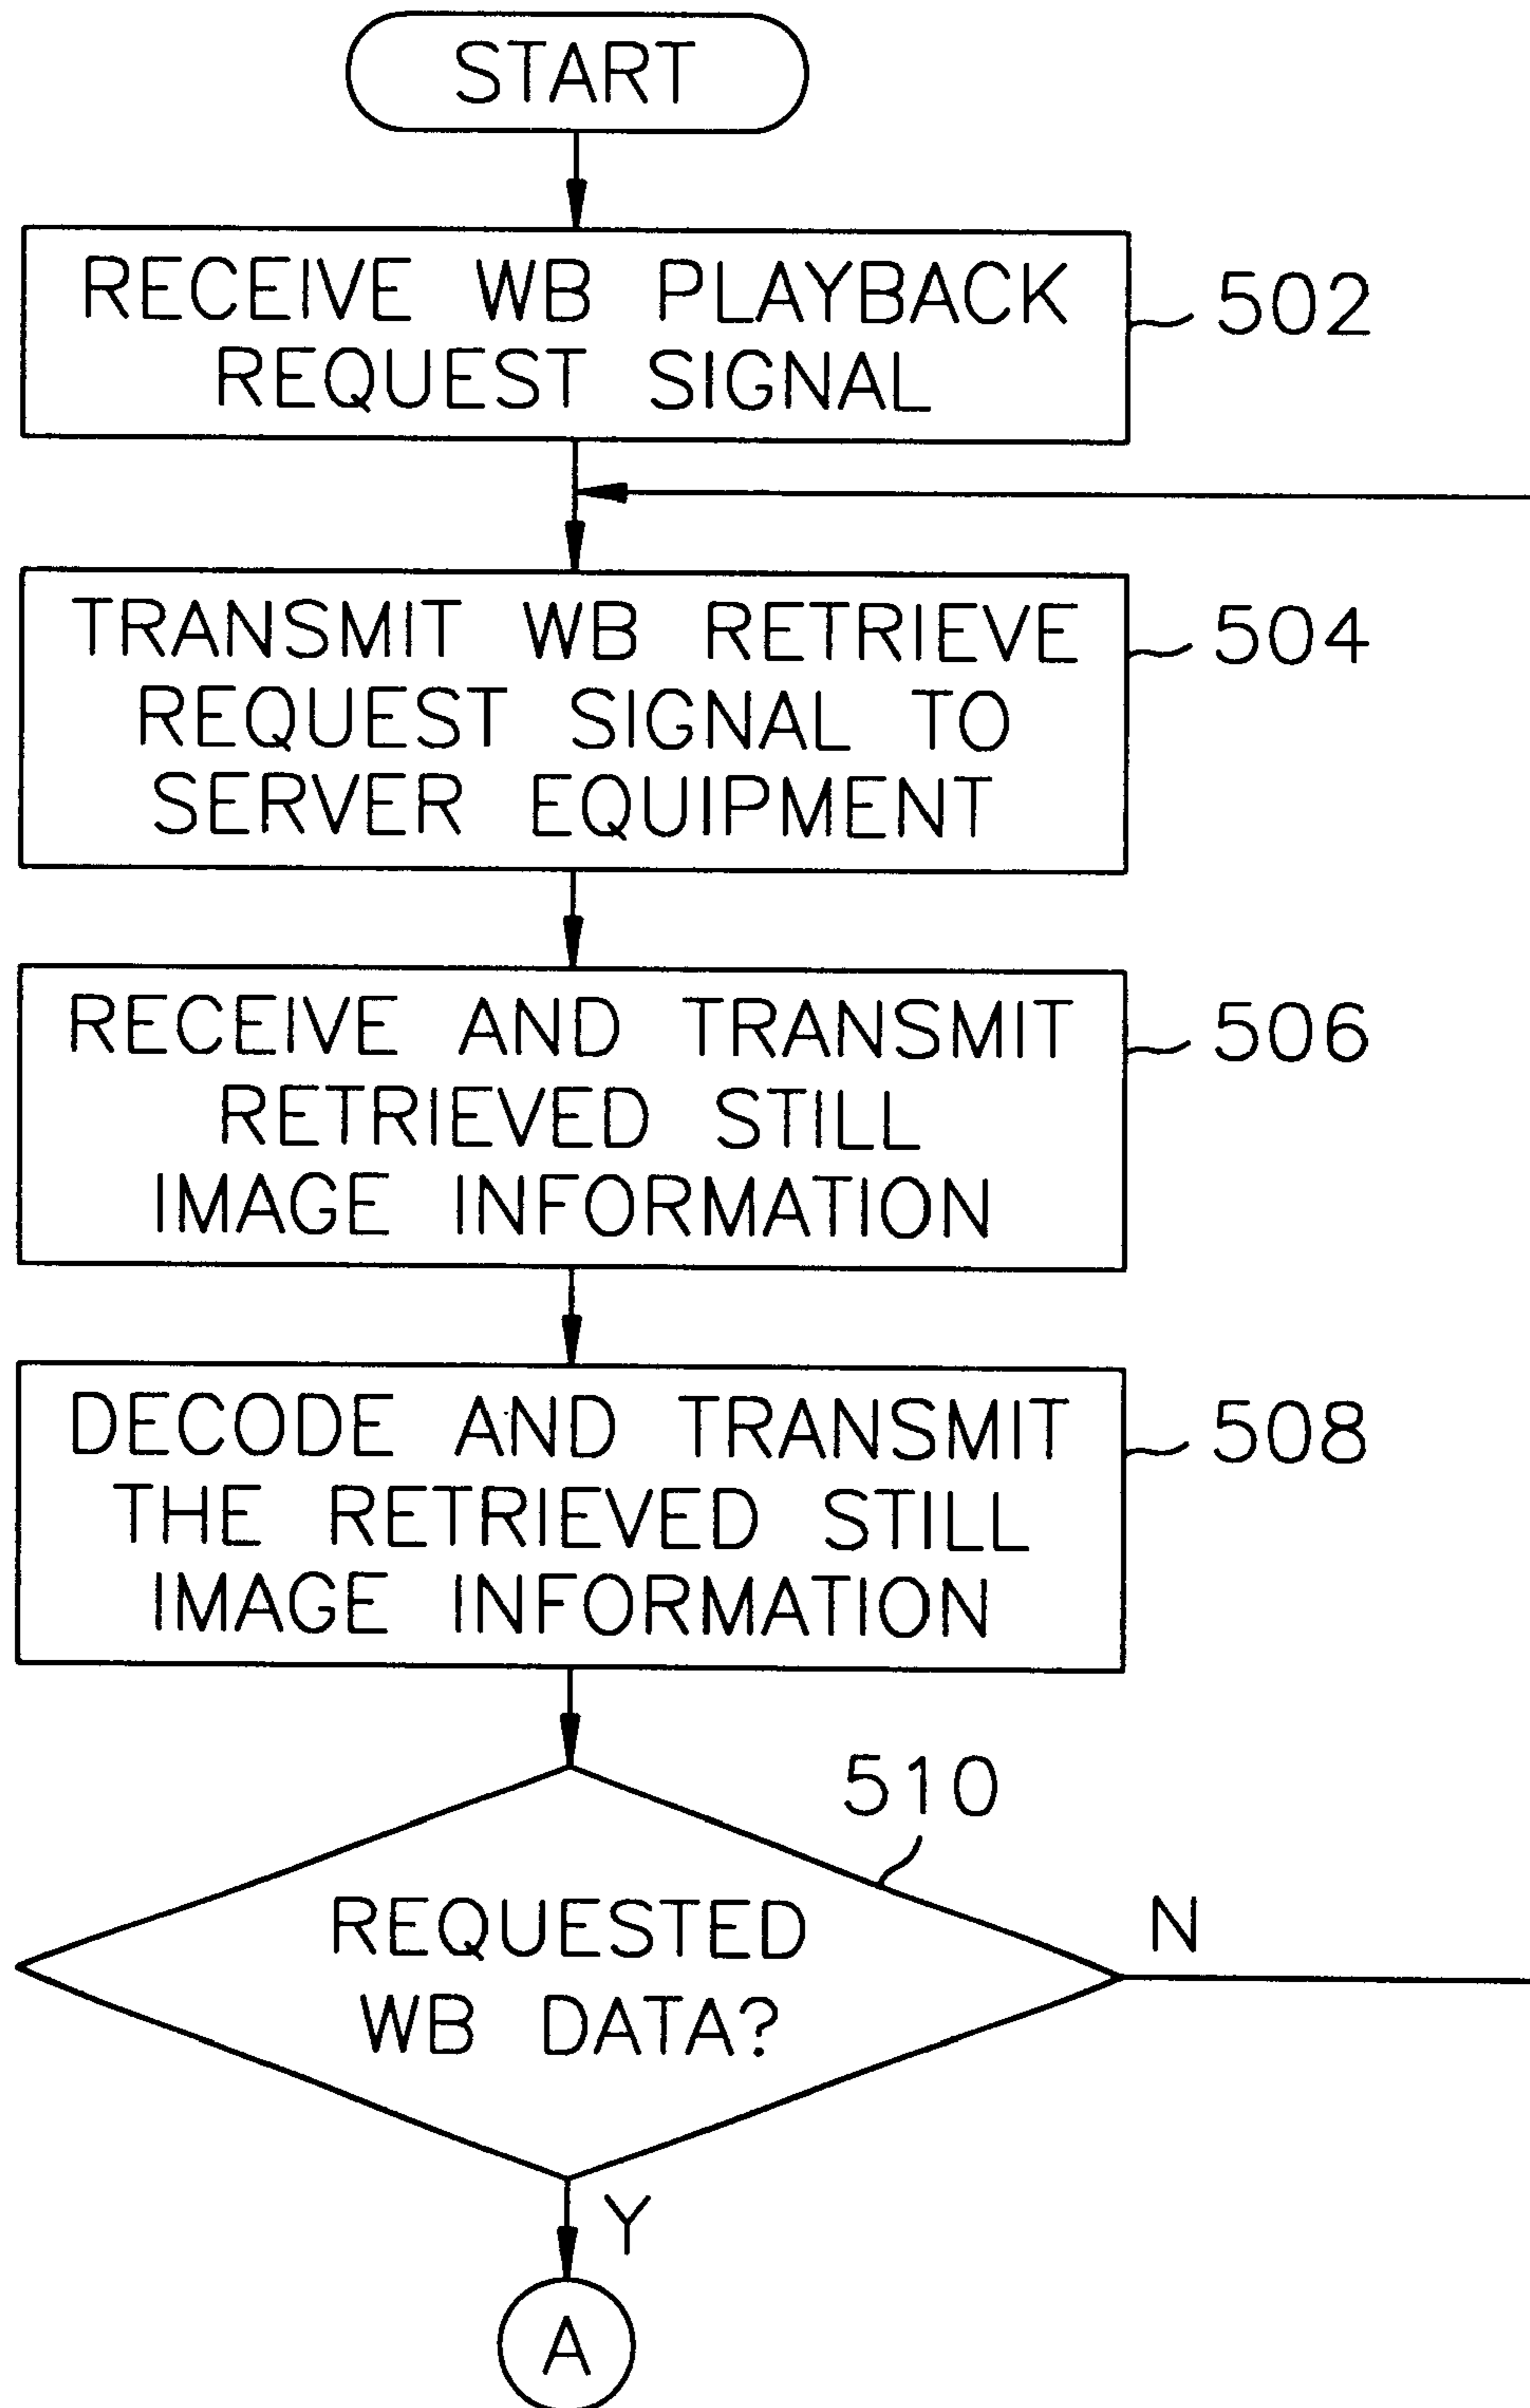 START
RECEIVE WB PLAYBACK
REQUEST SIGNAL
502
TRANSMIT WB RETRIEVE
REQUEST SIGNAL TO
SERVER EQUIPMENT
504
RECEIVE AND TRANSMIT
RETRIEVED STILL
IMAGE INFORMATION
506
DECODE AND TRANSMIT
THE RETRIEVED STILL
IMAGE INFORMATION
508
510
REQUESTED
WB DATA?
N
Y
A